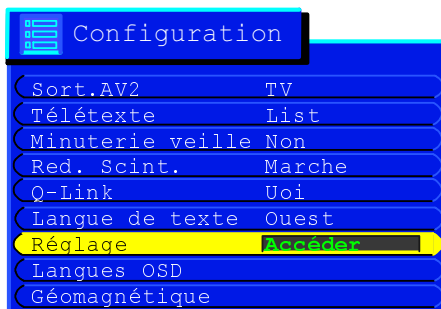 Configuration
Sort.AV2 TV
Télétexte List
Minuterie veille Non
Red. Scint. Marche
Q-Link Uoi
Langue de texte Ouest
Réglage Accéder
Langues OSD
Géomagnétique